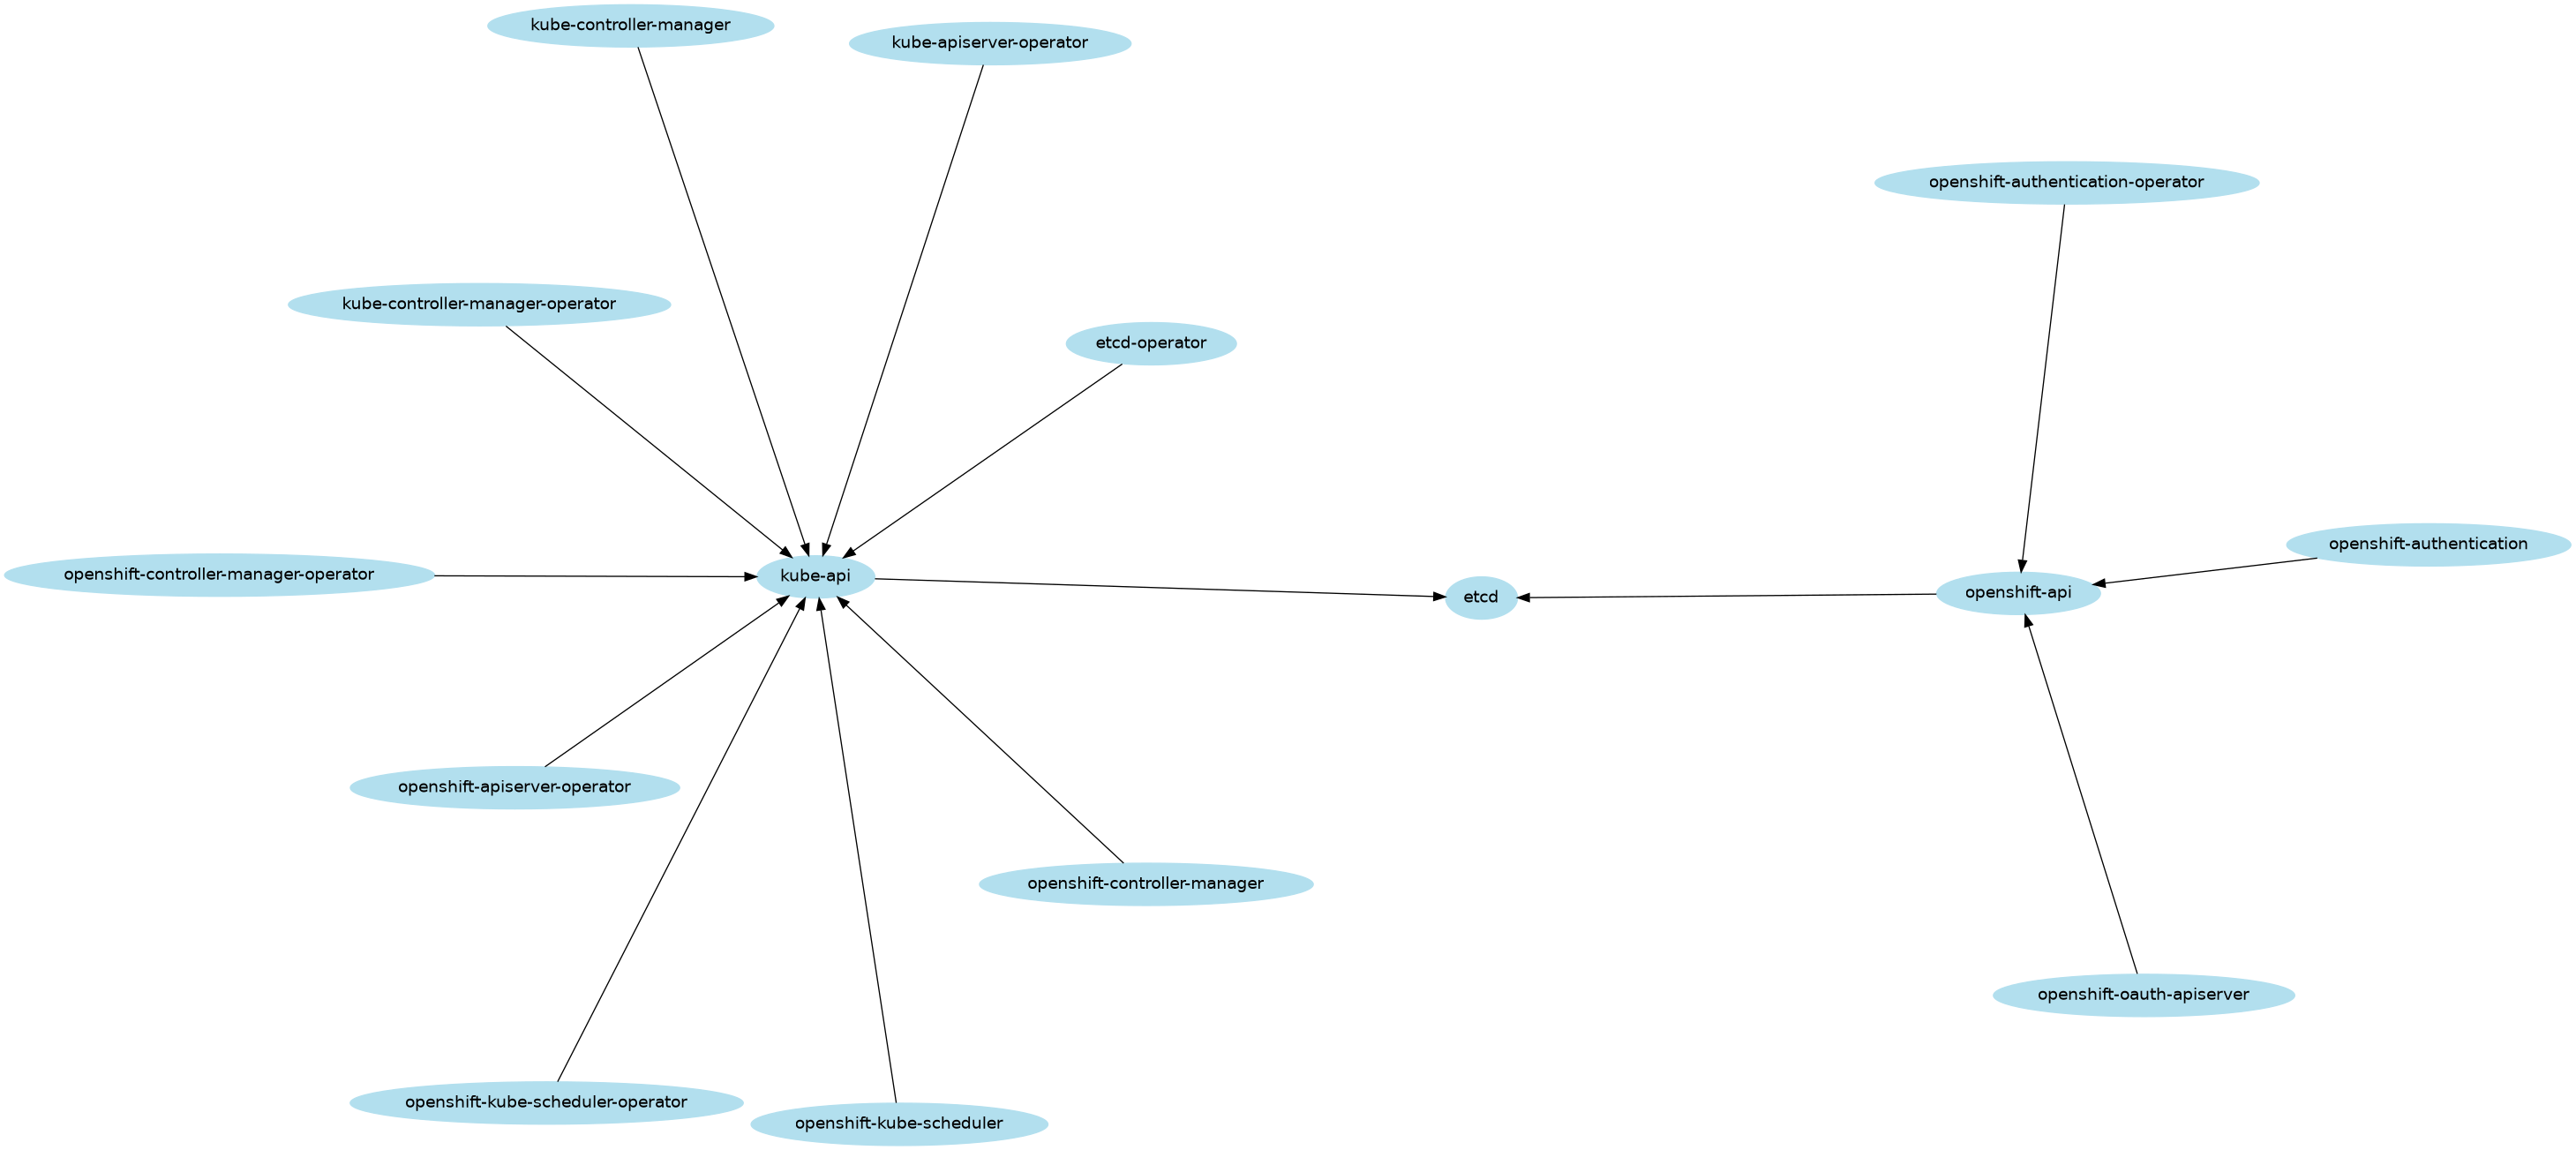 kube-controller-manager
kube-apiserver-operator
openshift-authentication-operator
kube-controller-manager-operator
etcd-operator
openshift-authentication
openshift-controller-manager-operator
kube-api
openshift-api
etcd
openshift-apiserver-operator
openshift-controller-manager
openshift-oauth-apiserver
openshift-kube-scheduler-operator
openshift-kube-scheduler